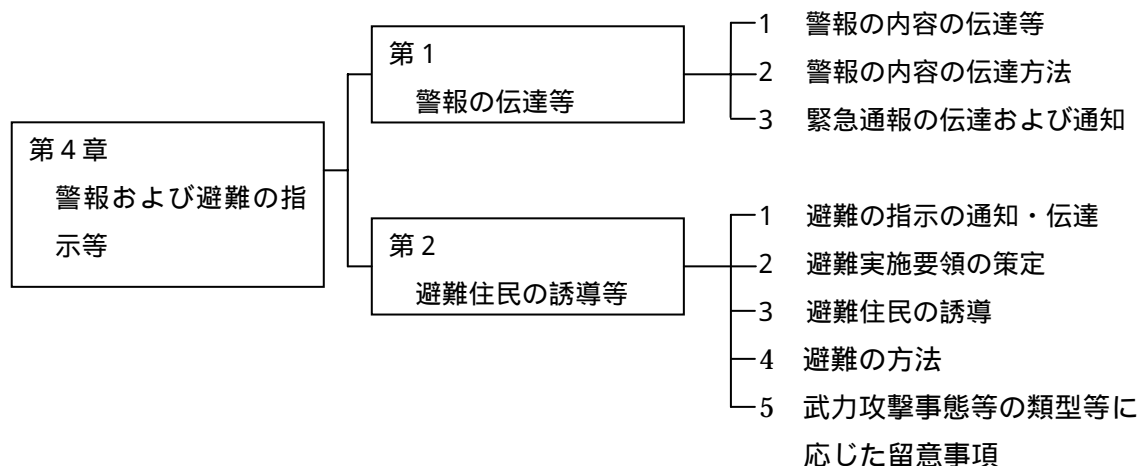 第４章
警報および避難の指
示等
第１
警報の伝達等
1 警報の内容の伝達等
2 警報の内容の伝達方法
3 緊急通報の伝達および通知
第２
避難住民の誘導等
1 避難の指示の通知・伝達
2 避難実施要領の策定
3 避難住民の誘導
4 避難の方法
5 武力攻撃事態等の類型等に
応じた留意事項